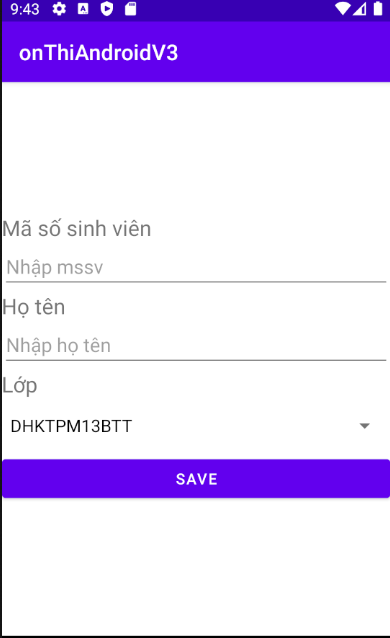 9:43
onThiAndroidV3
Mã số sinh viên
Nhập mssv
Họ tên
Nhập họ tên
Lớp
DHKTPM13BTT
SAVE